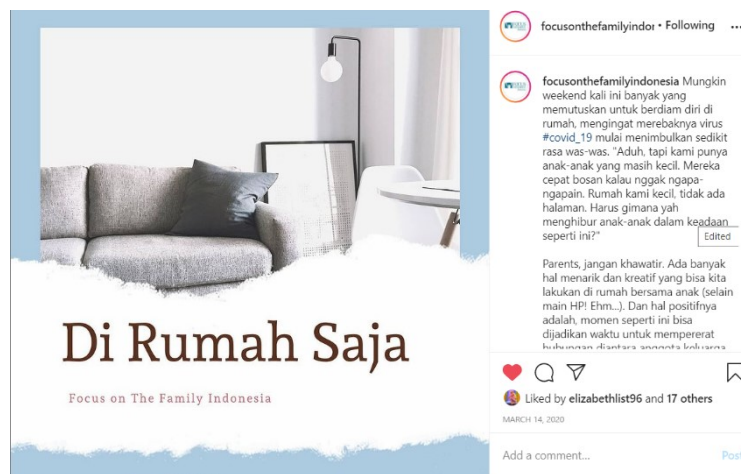 Di Rumah Saja
Focus on The Family Indonesia
focusonthefamilyindor • Following ...
focusonthefamilyindonesia Mungkin
weekend kali ini banyak yang
memutuskan untuk berdiam diri di
rumah, mengingat merebaknya virus
#covid_19 mulai menimbulkan sedikit
rasa was-was. "Aduh, tapi kami punya
anak-anak yang masih kecil. Mereka
cepat bosan kalau nggak ngapa-
ngapain. Rumah kami kecil, tidak ada
halaman. Harus gimana yah
menghibur anak-anak dalam keadaan
seperti ini?"
Edited
Parents, jangan khawatir. Ada banyak
hal menarik dan kreatif yang bisa kita
lakukan di rumah bersama anak (selain
main HP! Ehm...). Dan hal positifnya
adalah, momen seperti ini bisa
dijadikan waktu untuk mempererat
hubungan diantara anggota keluarga
Liked by elizabethlist96 and 17 others
MARCH 14, 2020
Add a comment...
Post